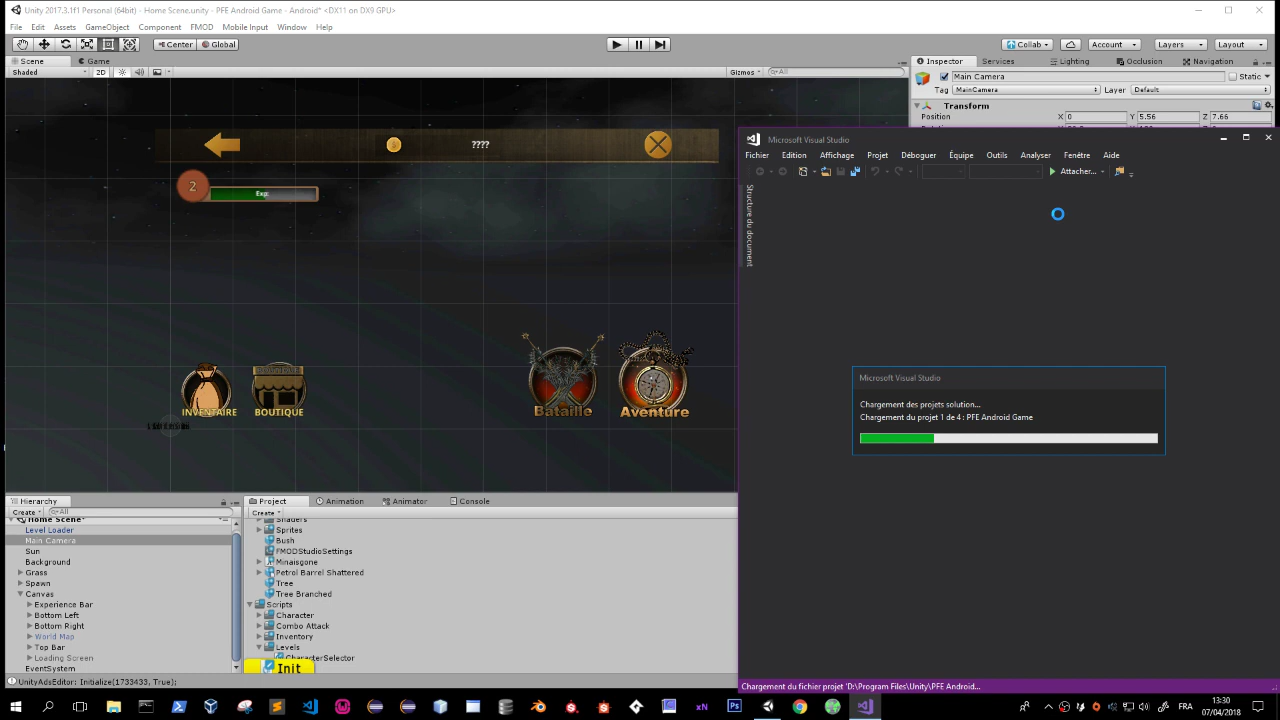 Unity 2017.3.1f1 Personal (64bit) - Home Scene.unity - PFE Android Game - Android* <DX11 on DX9 GPU>
File Edit Assets GameObject Component FMOD Mobile Input Window Help
Center Global Collab Account Layers Layout
Scene Game Inspector Services Lighting Occlusion Navigation
Shaded 2D Gizmos All
Main Camera Static
Tag MainCamera Layer Default
Transform
Position X 0 Y 5.56 Z 7.66
????
2
Exp:
INVENTAIRE
BOUTIQUE
BOUTIQUE
Bataille
Aventure
Microsoft Visual Studio
Fichier Edition Affichage Projet Déboguer Équipe Outils Analyser Fenêtre Aide
Attacher...
Structure du document
Microsoft Visual Studio
Chargement des projets solution...
Chargement du projet 1 de 4 : PFE Android Game
Chargement du fichier projet 'D:\Program Files\Unity\PFE Android...
Hierarchy
Create All
Home Scene*
Level Loader
Main Camera
Sun
Background
Grass
Spawn
Canvas
Experience Bar
Bottom Left
Bottom Right
World Map
Top Bar
Loading Screen
EventSystem
Project Animation Animator Console
Create
Shaders
Sprites
Bush
FMODStudioSettings
Minaisgone
Petrol Barrel Shattered
Tree
Tree Branched
Scripts
Character
Combo Attack
Inventory
Levels
CharacterSelector
Init
UnityAdsEditor: Initialize(1733433, True);
FRA
13:30
07/04/2018